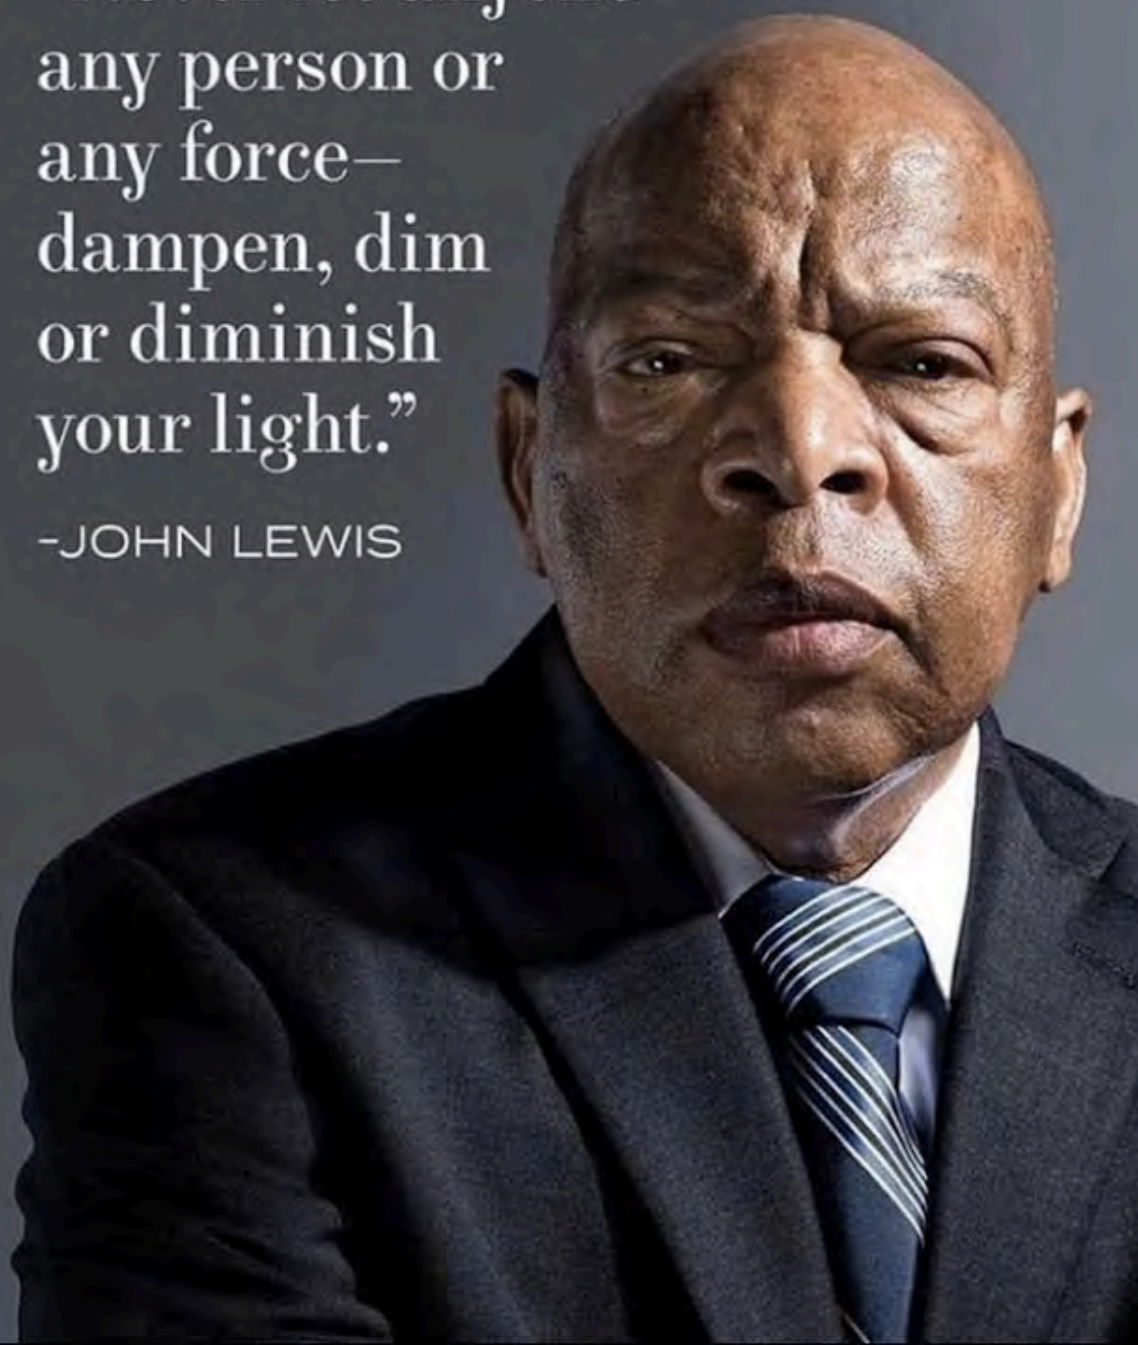 any person or
any force—
dampen, dim
or diminish
your light.”
-JOHN LEWIS